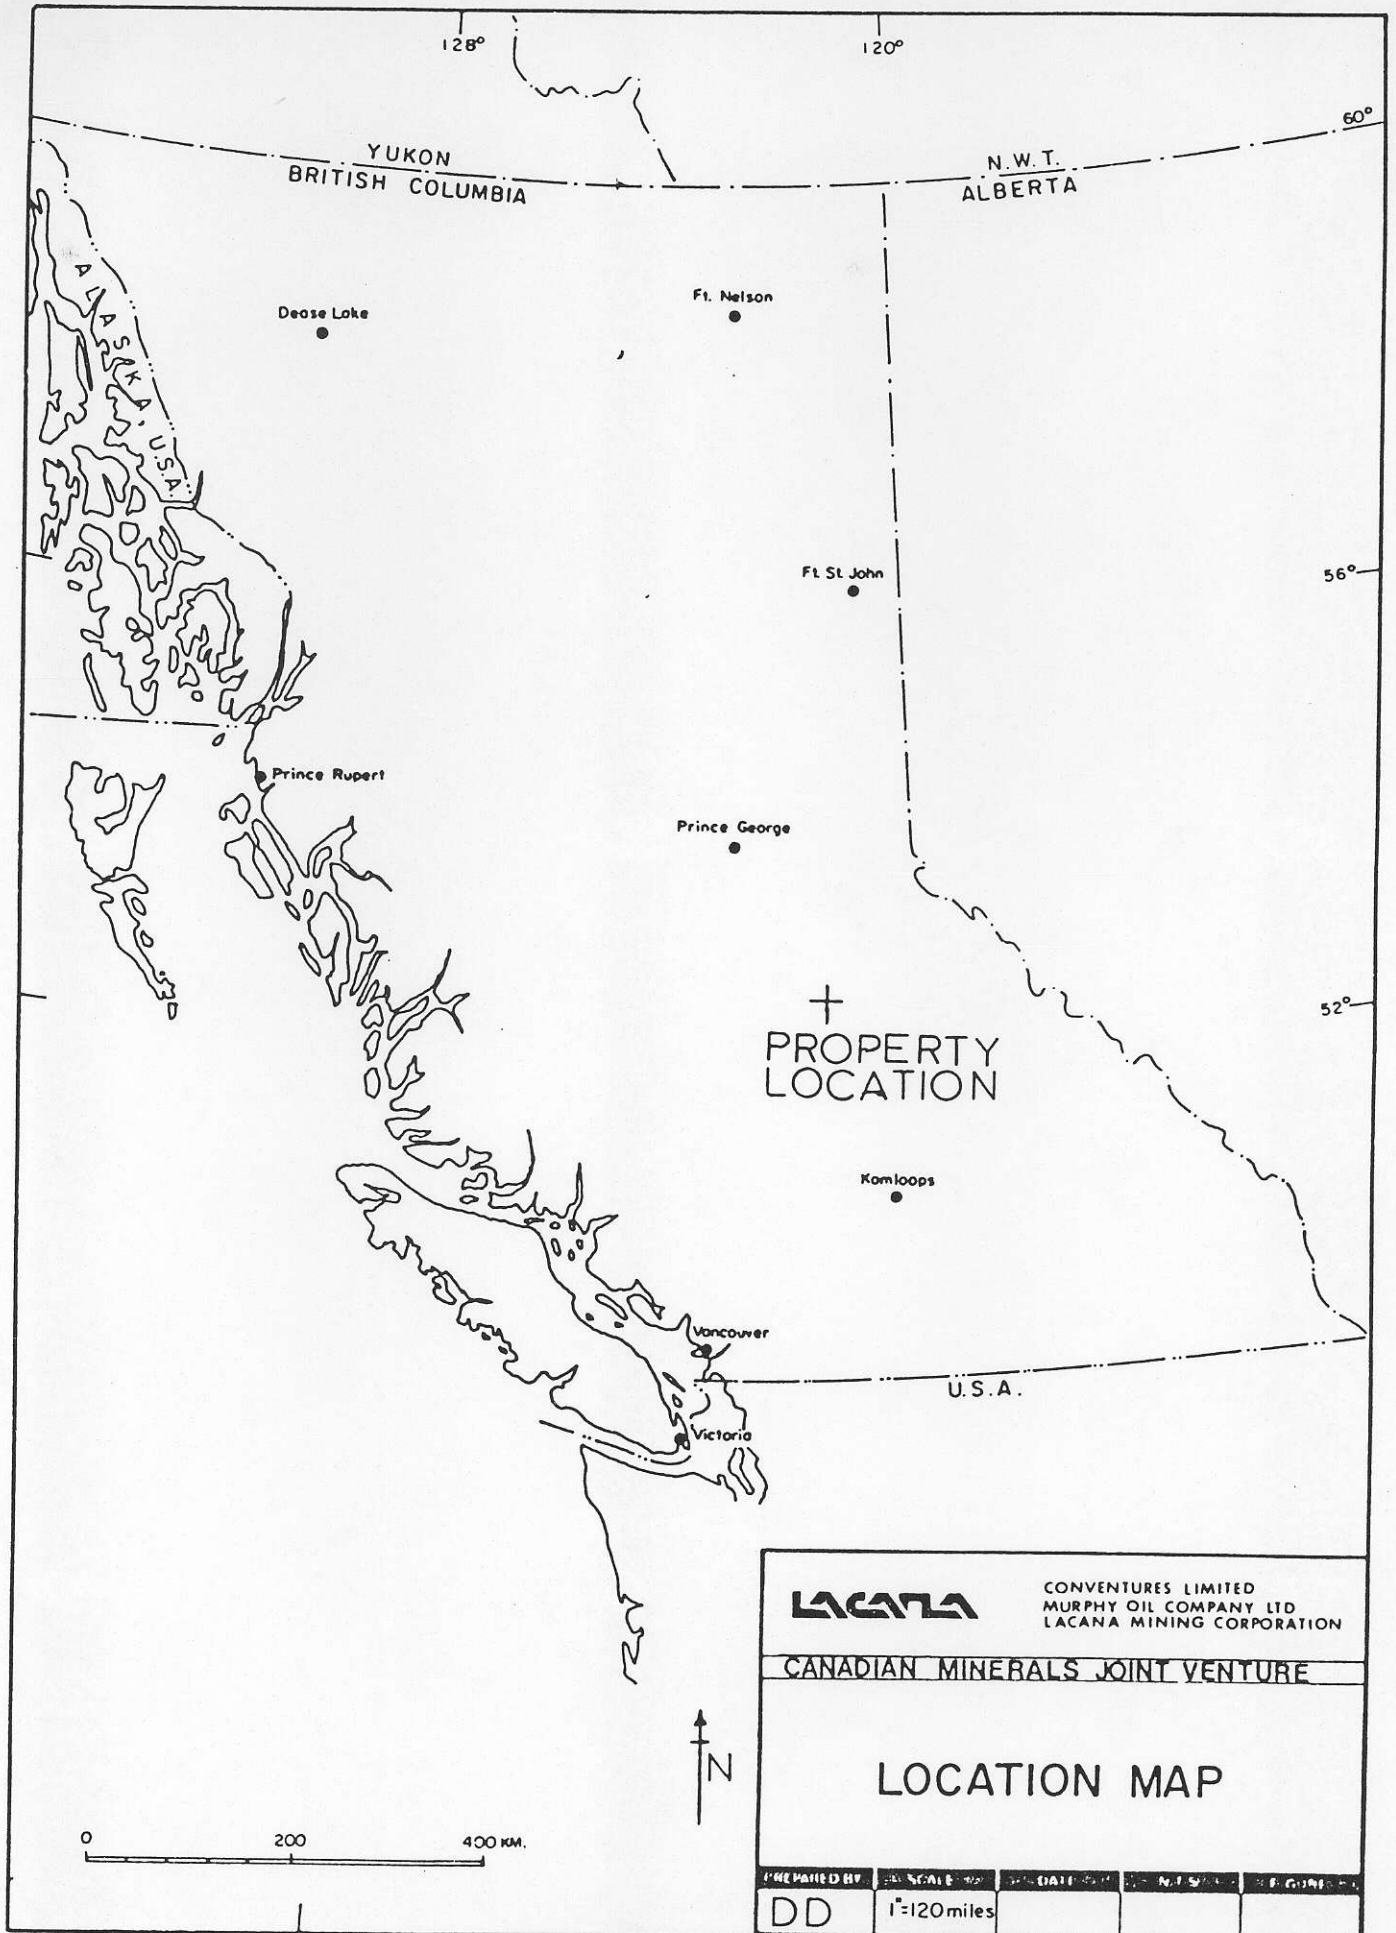 128°
120°
60°
YUKON
BRITISH COLUMBIA
N.W.T.
ALBERTA
ALASKA, U.S.A.
Dease Lake
Ft. Nelson
Ft. St. John
56°
Prince Rupert
Prince George
52°
PROPERTY
LOCATION
Kamloops
Vancouver
U.S.A.
Victoria
LACANA
CONVENTURES LIMITED
MURPHY OIL COMPANY LTD
LACANA MINING CORPORATION
CANADIAN MINERALS JOINT VENTURE
N
LOCATION MAP
0 200 400 KM.
PREPARED BY SCALE DATE N.T.S. FIGURE
DD 1"=120 miles